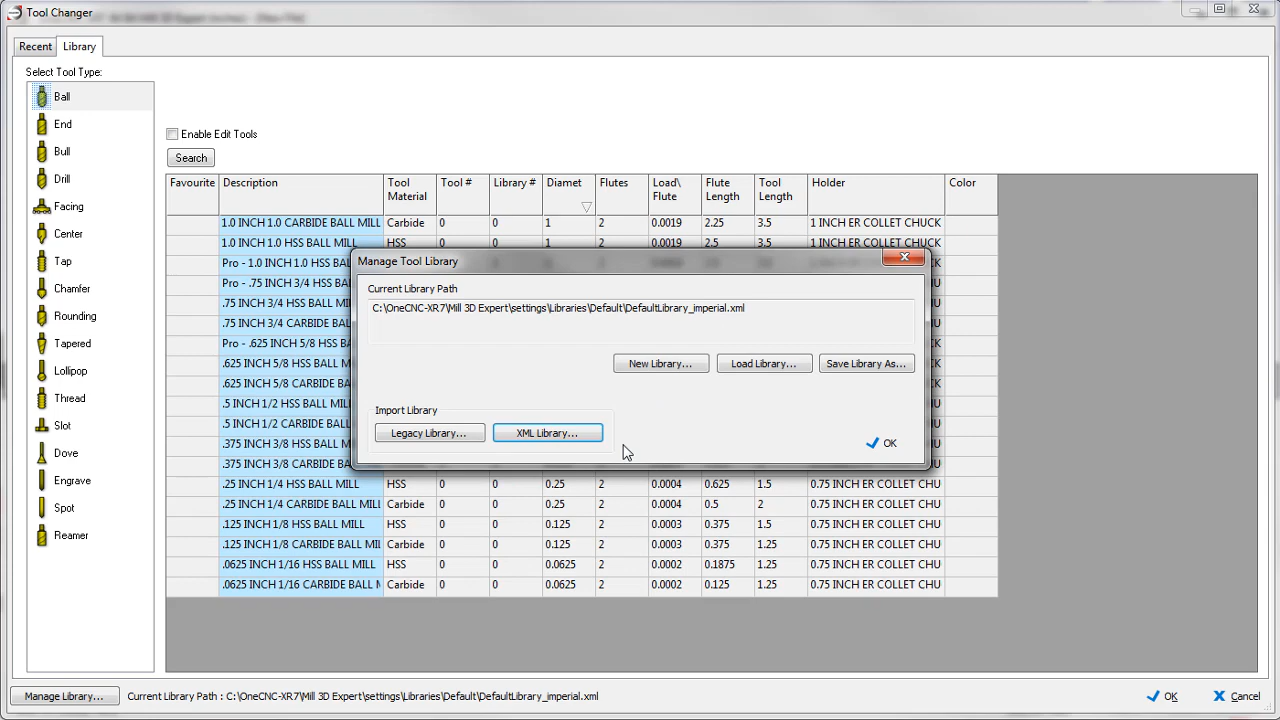 Tool Changer
Recent Library
Select Tool Type:
Ball
End
Bull
Drill
Facing
Center
Tap
Chamfer
Rounding
Tapered
Lollipop
Thread
Slot
Dove
Engrave
Spot
Reamer
Enable Edit Tools
Search
Favourite Description Tool Material Tool # Library # Diamet Flutes Load\ Flute Flute Length Tool Length Holder Color
1.0 INCH 1.0 CARBIDE BALL MILL Carbide 0 0 1 2 0.0019 2.25 3.5 1 INCH ER COLLET CHUCK
1.0 INCH 1.0 HSS BALL MILL HSS 0 0 1 2 0.0019 2.5 3.5 1 INCH ER COLLET CHUCK
Pro - 1.0 INCH 1.0 HSS
Pro - .75 INCH 3/4 HSS
.75 INCH 3/4 HSS BALL M
.75 INCH 3/4 CARBIDE B
Pro - .625 INCH 5/8 HSS
.625 INCH 5/8 HSS BALL
.625 INCH 5/8 CARBIDE
.5 INCH 1/2 HSS BALL M
.5 INCH 1/2 CARBIDE BA
.375 INCH 3/8 HSS BALL
.375 INCH 3/8 CARBIDE
.25 INCH 1/4 HSS BALL MILL HSS 0 0 0.25 2 0.0004 0.625 1.5 0.75 INCH ER COLLET CHU
.25 INCH 1/4 CARBIDE BALL MILL Carbide 0 0 0.25 2 0.0004 0.5 2 0.75 INCH ER COLLET CHU
.125 INCH 1/8 HSS BALL MILL HSS 0 0 0.125 2 0.0003 0.375 1.5 0.75 INCH ER COLLET CHU
.125 INCH 1/8 CARBIDE BALL MIL Carbide 0 0 0.125 2 0.0003 0.375 1.25 0.75 INCH ER COLLET CHU
.0625 INCH 1/16 HSS BALL MILL HSS 0 0 0.0625 2 0.0002 0.1875 1.5 0.75 INCH ER COLLET CHU
.0625 INCH 1/16 CARBIDE BALL M Carbide 0 0 0.0625 2 0.0002 0.125 1.25 0.75 INCH ER COLLET CHU
Manage Tool Library
Current Library Path
C:\OneCNC-XR7\Mill 3D Expert\settings\Libraries\Default\DefaultLibrary_imperial.xml
New Library... Load Library... Save Library As...
Import Library
Legacy Library... XML Library...
OK
Manage Library... Current Library Path : C:\OneCNC-XR7\Mill 3D Expert\settings\Libraries\Default\DefaultLibrary_imperial.xml OK Cancel